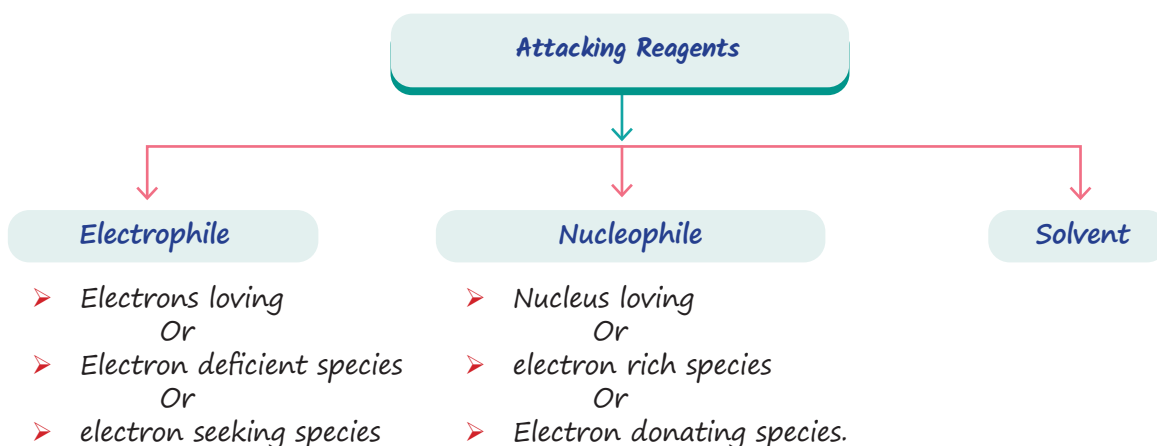 Attacking Reagents
Electrophile
Electrons loving
Or
Electron deficient species
Or
electron seeking species
Nucleophile
Nucleus loving
Or
electron rich species
Or
Electron donating species.
Solvent